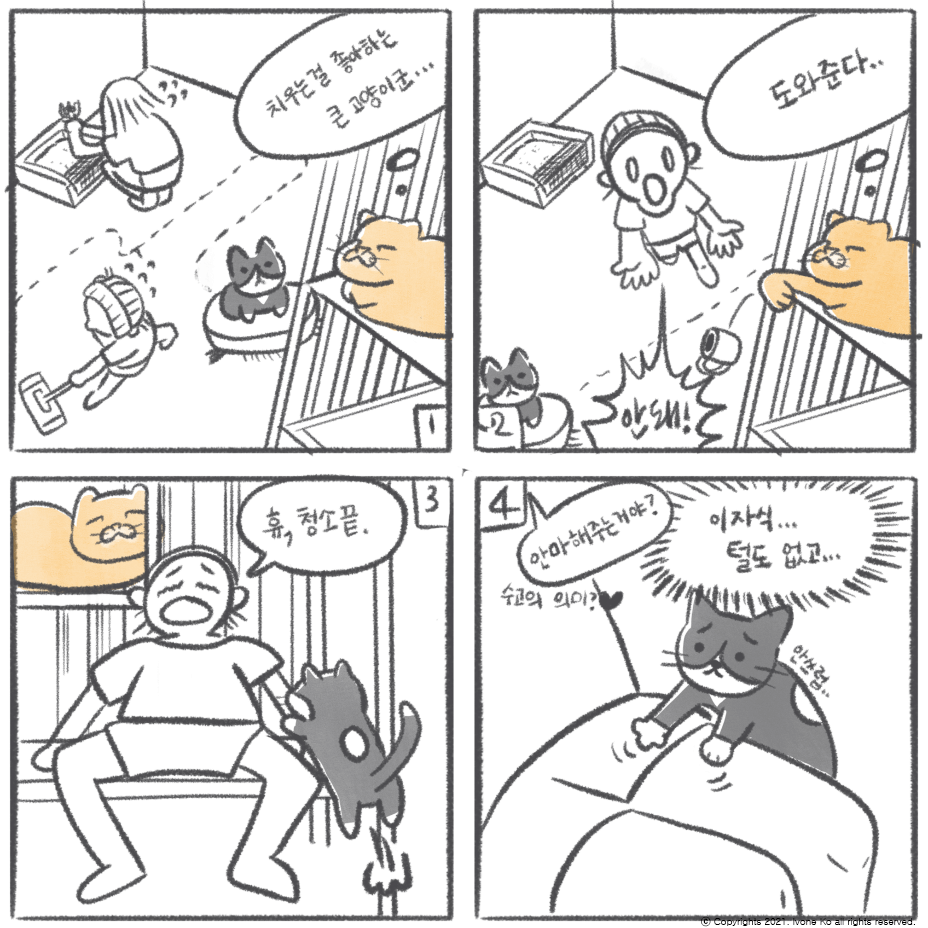 치우는걸 좋아하는
큰 고양이군...
1
도와준다..
안돼!
2
3
휴, 청소끝.
4
안마해주는거야?
수고의 의미?♥
이자식...
털도 없고...
안쓰럽..
© Copyrights 2021. Ivone Ko all rights reserved.